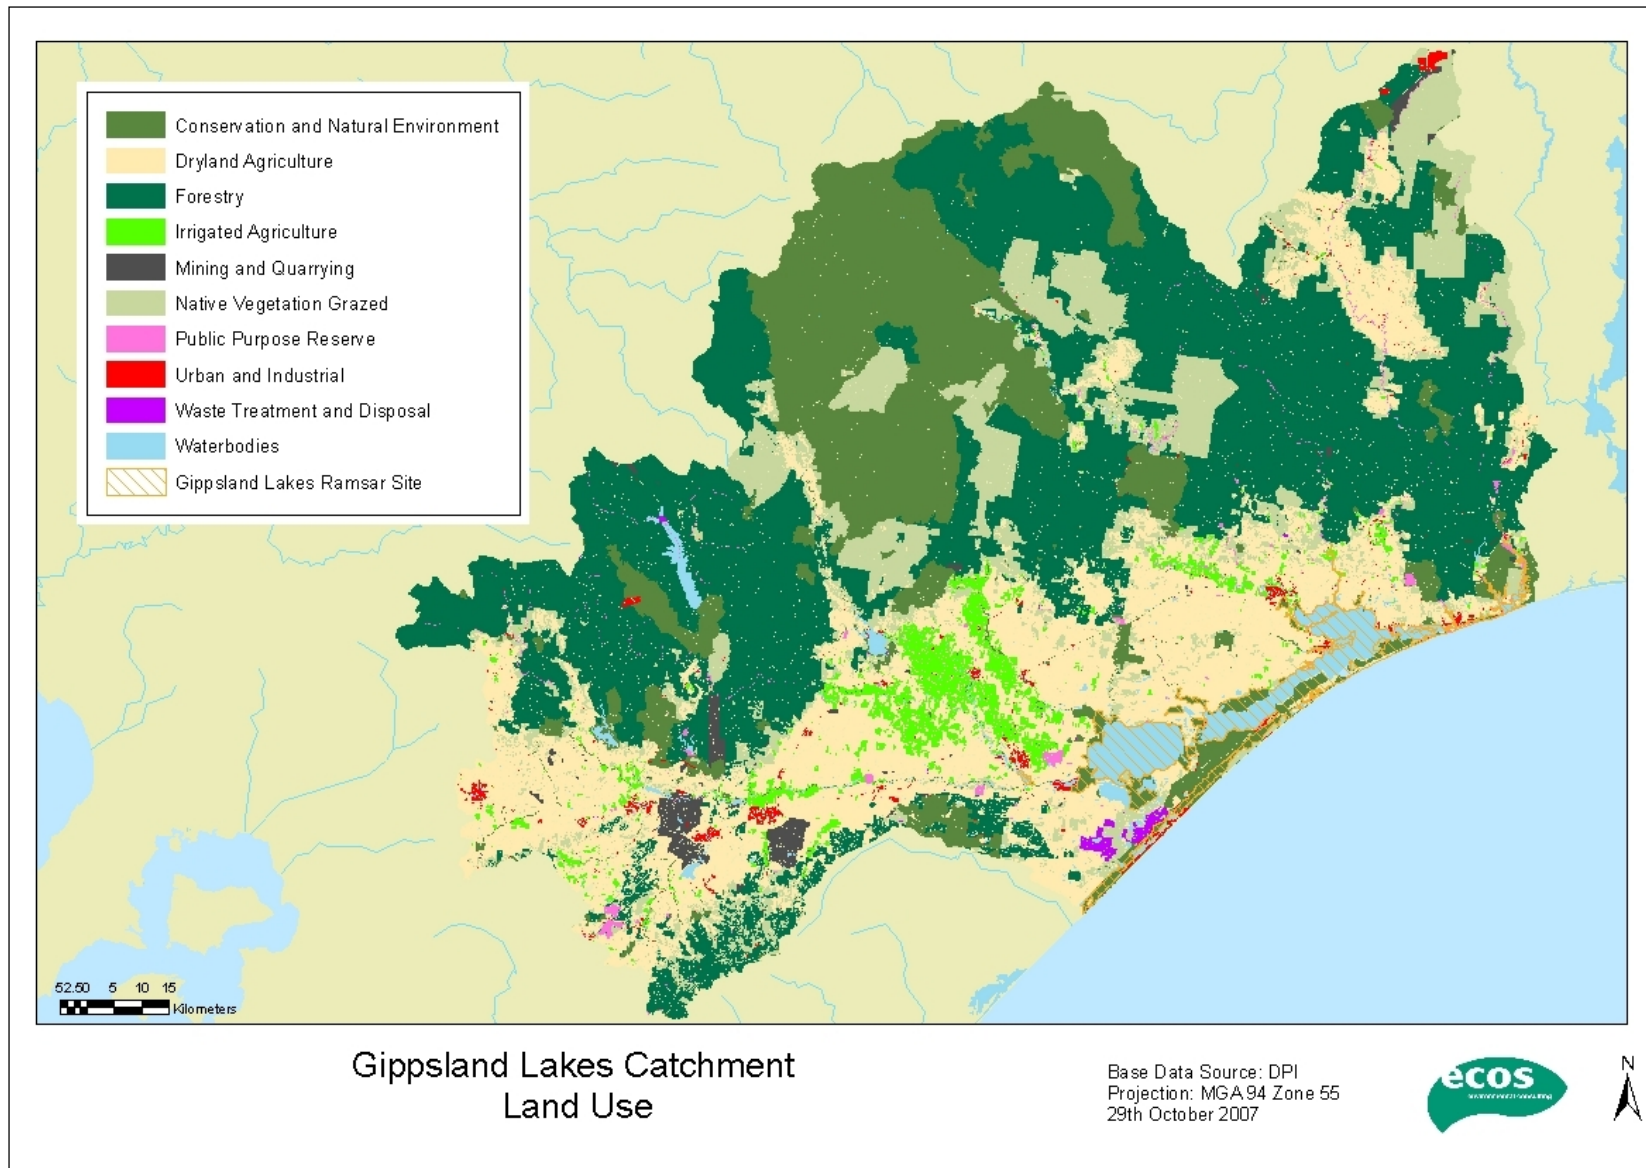 Conservation and Natural Environment
Dryland Agriculture
Forestry
Irrigated Agriculture
Mining and Quarrying
Native Vegetation Grazed
Public Purpose Reserve
Urban and Industrial
Waste Treatment and Disposal
Waterbodies
Gippsland Lakes Ramsar Site
52.50 5 10 15
Kilometers
Gippsland Lakes Catchment
Land Use
Base Data Source: DPI
Projection: MGA 94 Zone 55
29th October 2007
ecos
environmental consulting
N